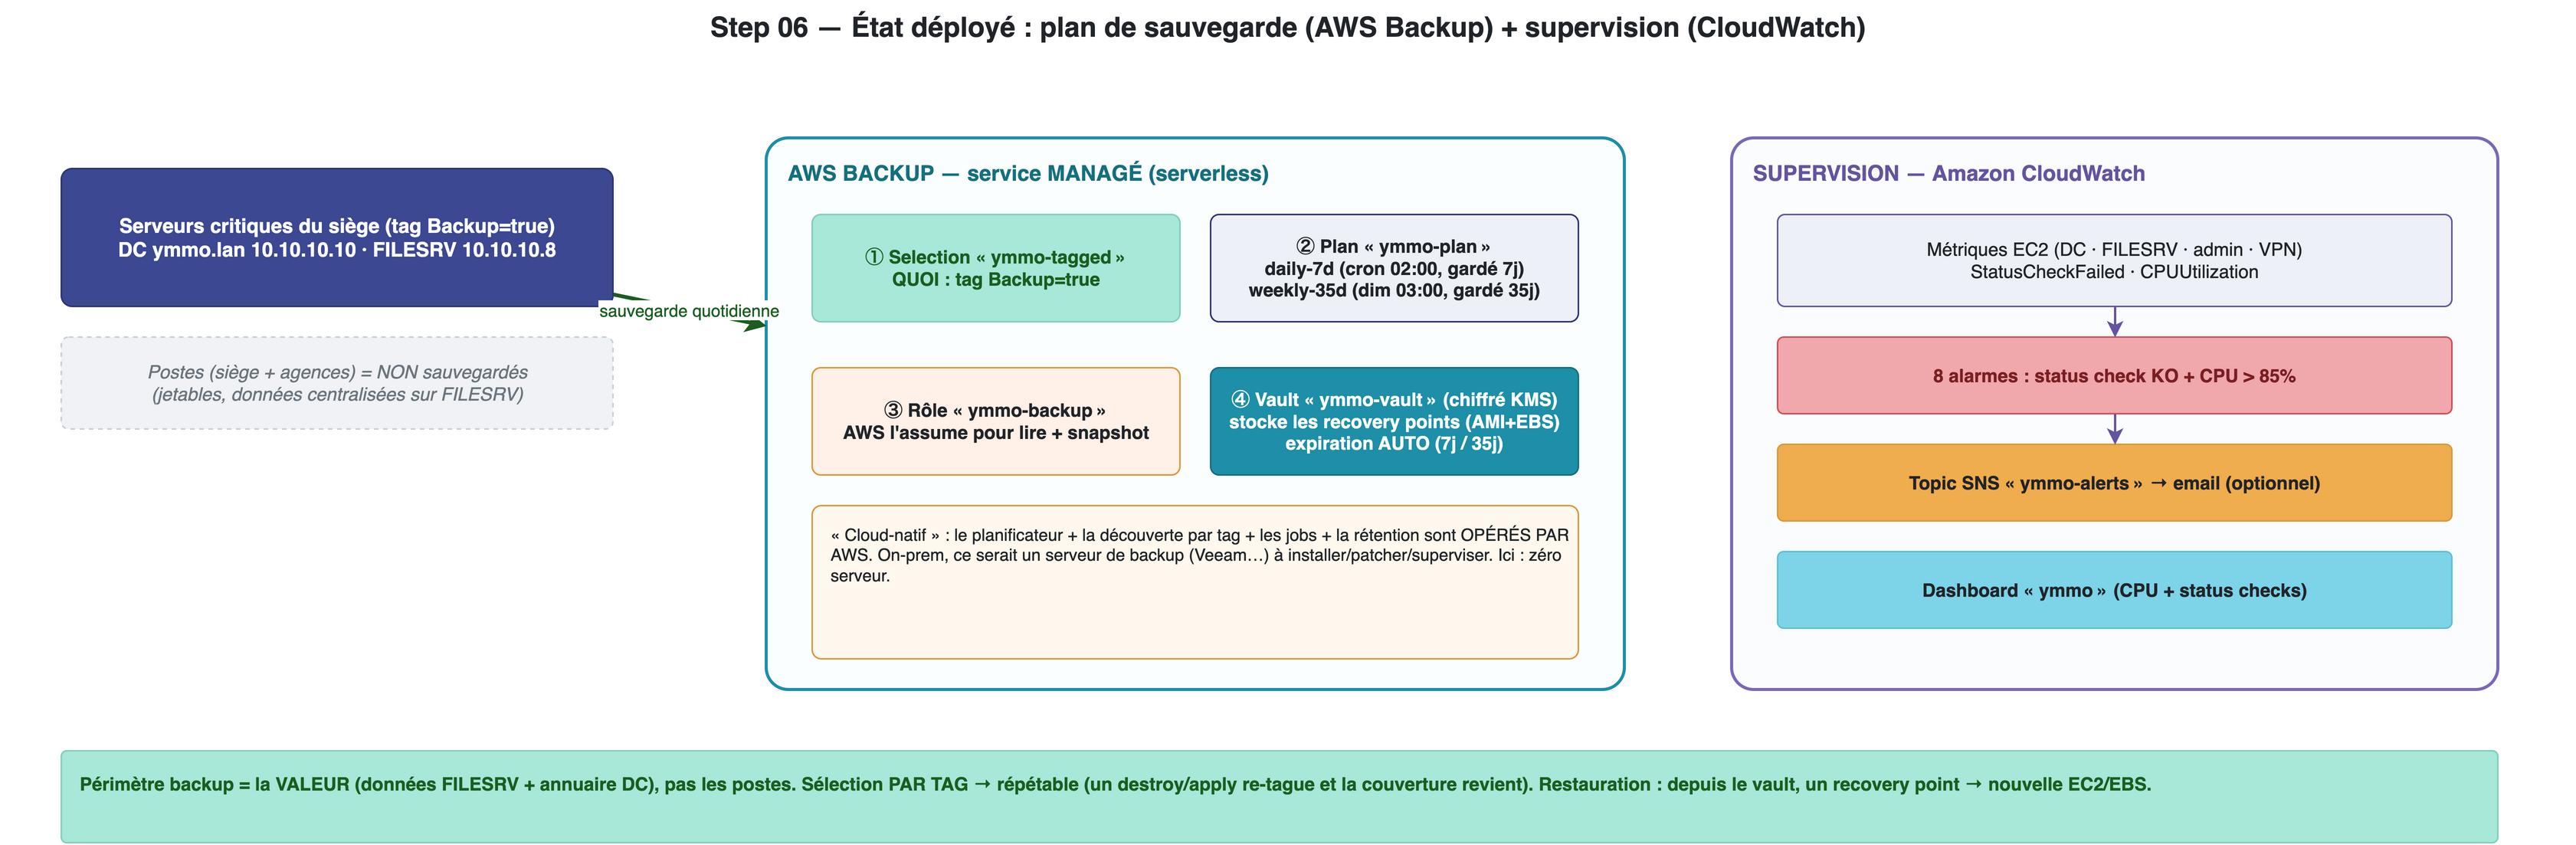 Step 06 — État déployé : plan de sauvegarde (AWS Backup) + supervision (CloudWatch)
Serveurs critiques du siège (tag Backup=true)
DC ymmo.lan 10.10.10.10 · FILESRV 10.10.10.8
Postes (siège + agences) = NON sauvegardés
(jetables, données centralisées sur FILESRV)
sauvegarde quotidienne
AWS BACKUP — service MANAGÉ (serverless)
① Selection « ymmo-tagged »
QUOI : tag Backup=true
② Plan « ymmo-plan »
daily-7d (cron 02:00, gardé 7j)
weekly-35d (dim 03:00, gardé 35j)
③ Rôle « ymmo-backup »
AWS l'assume pour lire + snapshot
④ Vault « ymmo-vault » (chiffré KMS)
stocke les recovery points (AMI+EBS)
expiration AUTO (7j / 35j)
« Cloud-natif » : le planificateur + la découverte par tag + les jobs + la rétention sont OPÉRÉS PAR
AWS. On-prem, ce serait un serveur de backup (Veeam…) à installer/patcher/superviser. Ici : zéro
serveur.
SUPERVISION — Amazon CloudWatch
Métriques EC2 (DC · FILESRV · admin · VPN)
StatusCheckFailed · CPUUtilization
8 alarmes : status check KO + CPU > 85%
Topic SNS « ymmo-alerts » → email (optionnel)
Dashboard « ymmo » (CPU + status checks)
Périmètre backup = la VALEUR (données FILESRV + annuaire DC), pas les postes. Sélection PAR TAG → répétable (un destroy/apply re-tague et la couverture revient). Restauration : depuis le vault, un recovery point → nouvelle EC2/EBS.